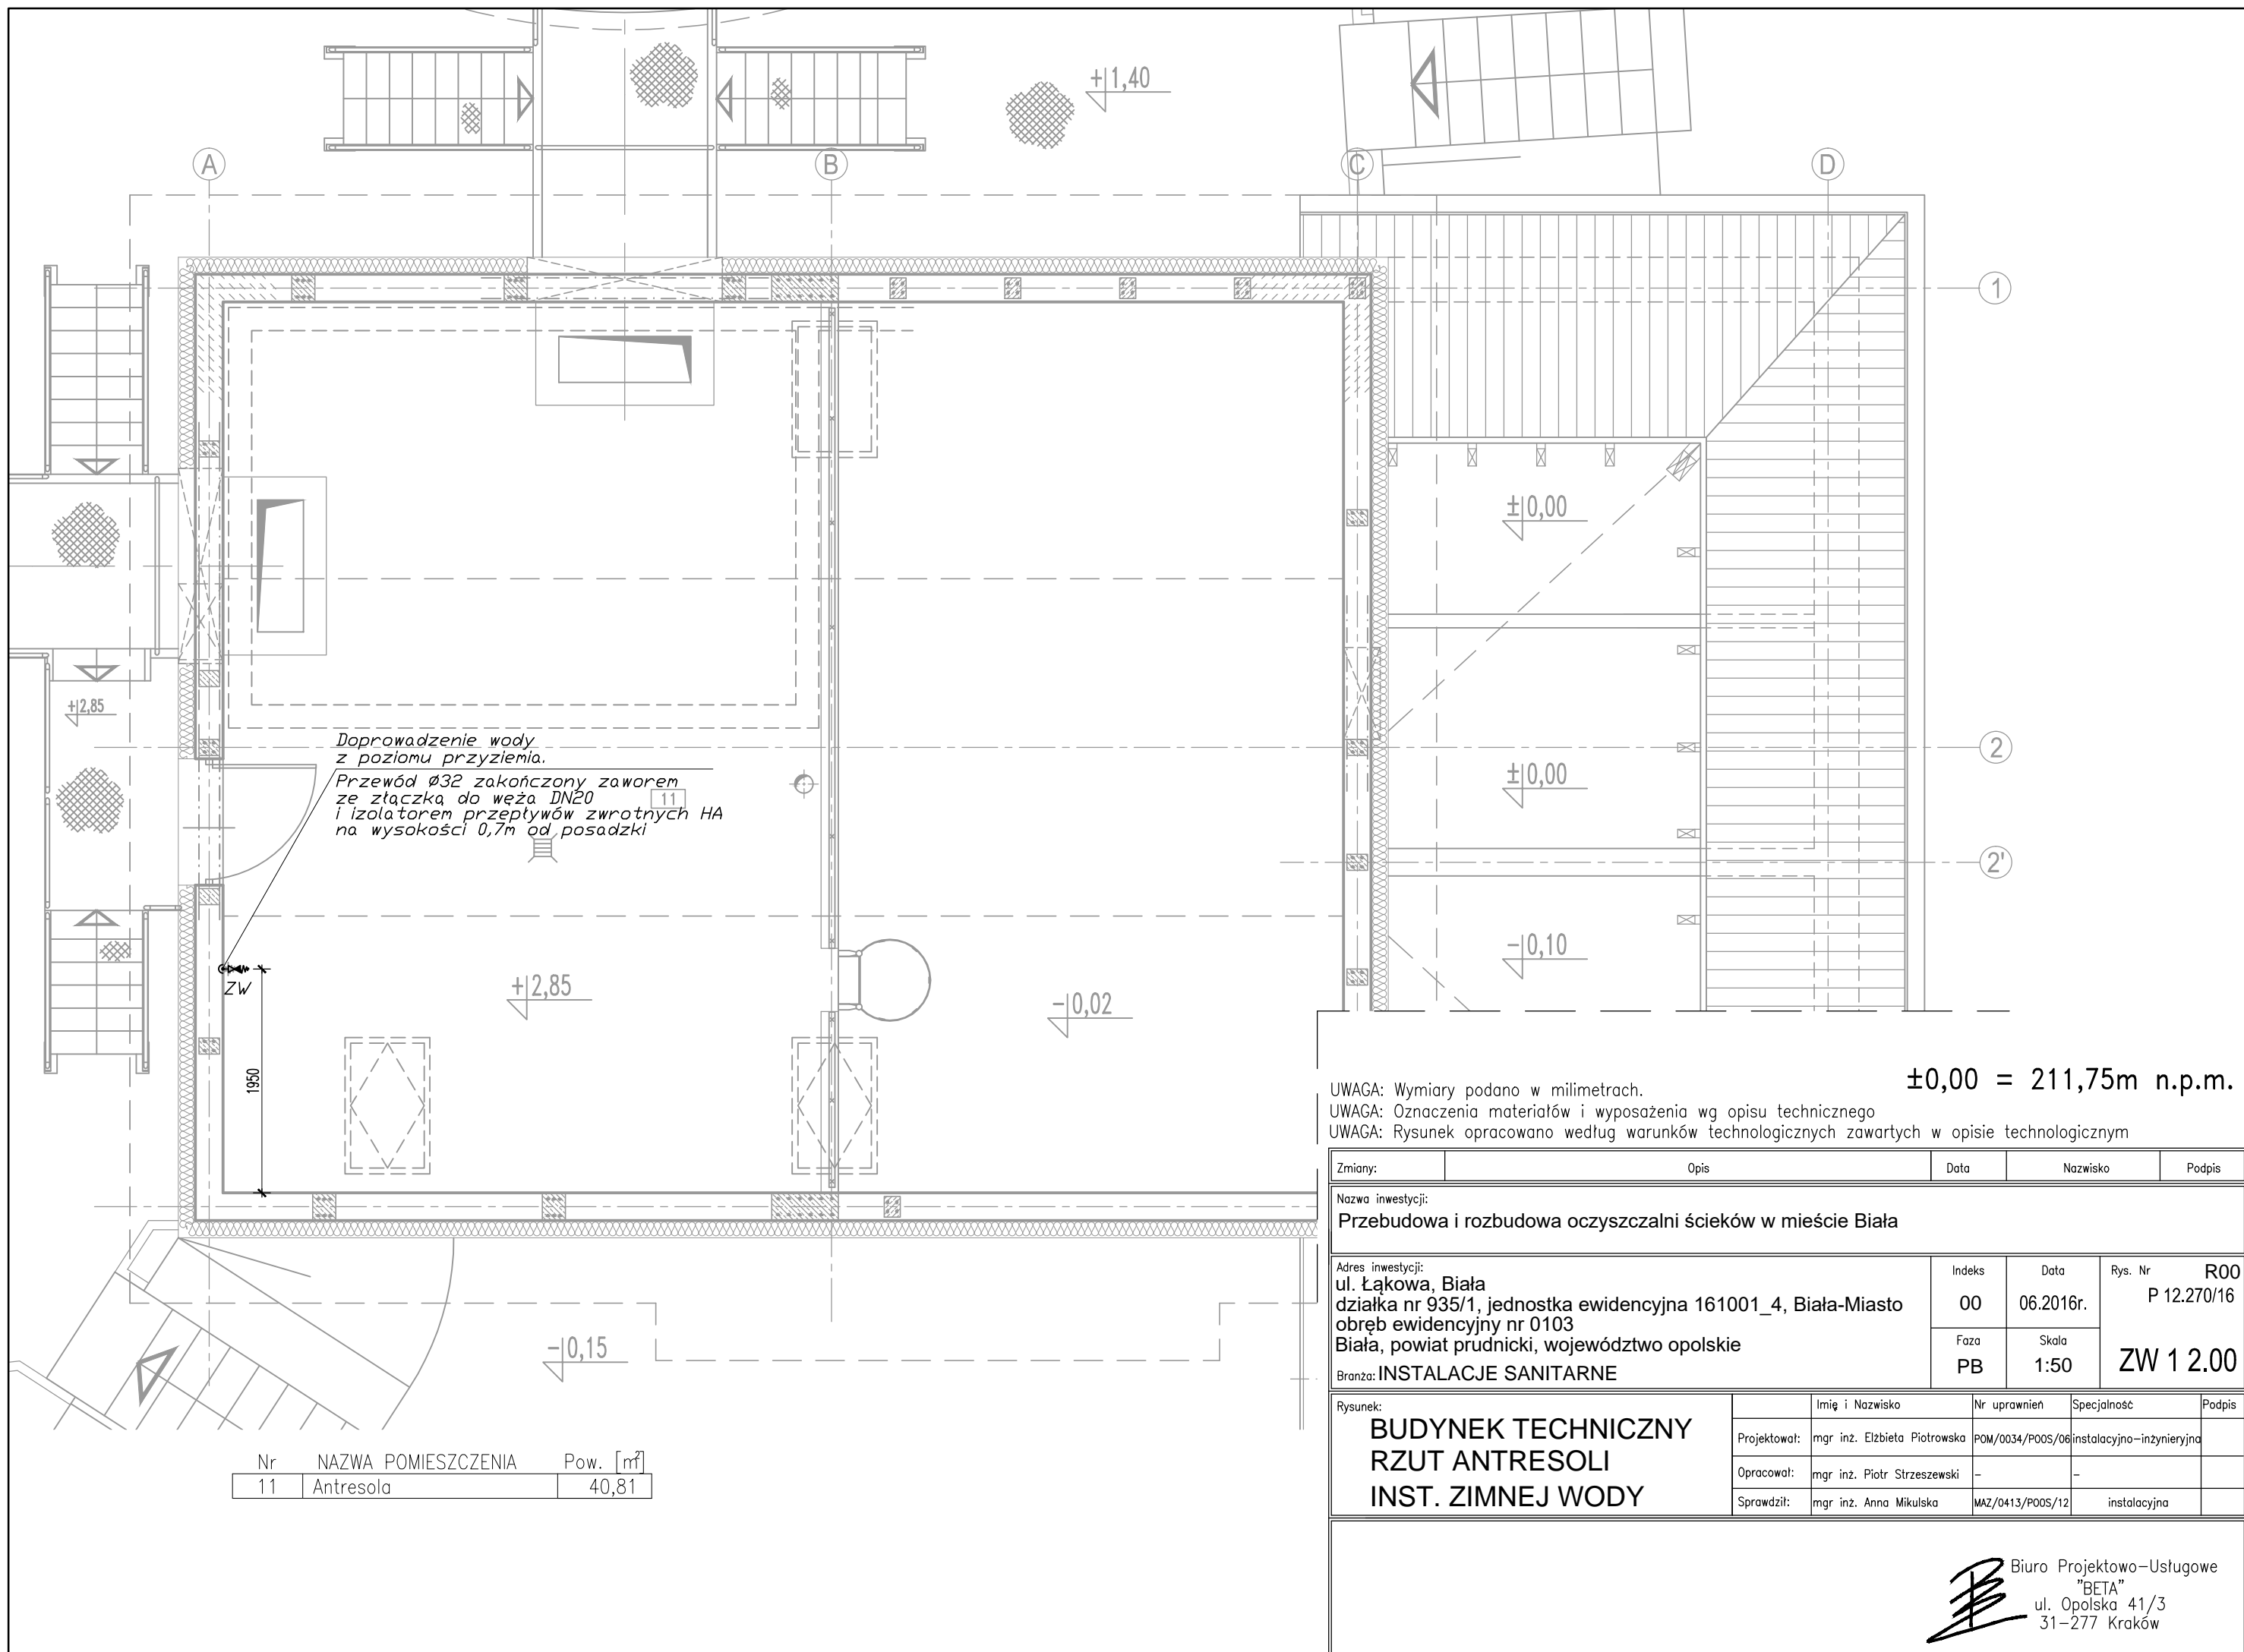 +1,40
A
B
C
D
1
±0,00
+2,85
Doprowadzenie wody
z poziomu przyziemia.
Przewód Ø32 zakończony zaworem
ze złączką do węża DN20
11
i izolatorem przepływów zwrotnych HA
na wysokości 0,7m od posadzki
2
±0,00
2'
-0,10
ZW
+2,85
-0,02
1950
-0,15
±0,00 = 211,75m n.p.m.
UWAGA: Wymiary podano w milimetrach.
UWAGA: Oznaczenia materiałów i wyposażenia wg opisu technicznego
UWAGA: Rysunek opracowano według warunków technologicznych zawartych w opisie technologicznym
Zmiany: Opis Data Nazwisko Podpis
Nazwa inwestycji:
Przebudowa i rozbudowa oczyszczalni ścieków w mieście Biała
Adres inwestycji:
ul. Łąkowa, Biała
działka nr 935/1, jednostka ewidencyjna 161001_4, Biała-Miasto
obręb ewidencyjny nr 0103
Biała, powiat prudnicki, województwo opolskie
Branża: INSTALACJE SANITARNE
Indeks Data Rys. Nr R00
00 06.2016r. P 12.270/16
Faza Skala
PB 1:50 ZW 1 2.00
Rysunek:
BUDYNEK TECHNICZNY
RZUT ANTRESOLI
INST. ZIMNEJ WODY
Imię i Nazwisko Nr uprawnień Specjalność Podpis
Projektował: mgr inż. Elżbieta Piotrowska POM/0034/POOS/06 instalacyjno-inżynieryjna
Opracował: mgr inż. Piotr Strzeszewski - -
Sprawdził: mgr inż. Anna Mikulska MAZ/0413/POOS/12 instalacyjna
Nr NAZWA POMIESZCZENIA Pow. [m²]
11 Antresola 40,81
Biuro Projektowo-Usługowe
"BETA"
ul. Opolska 41/3
31-277 Kraków